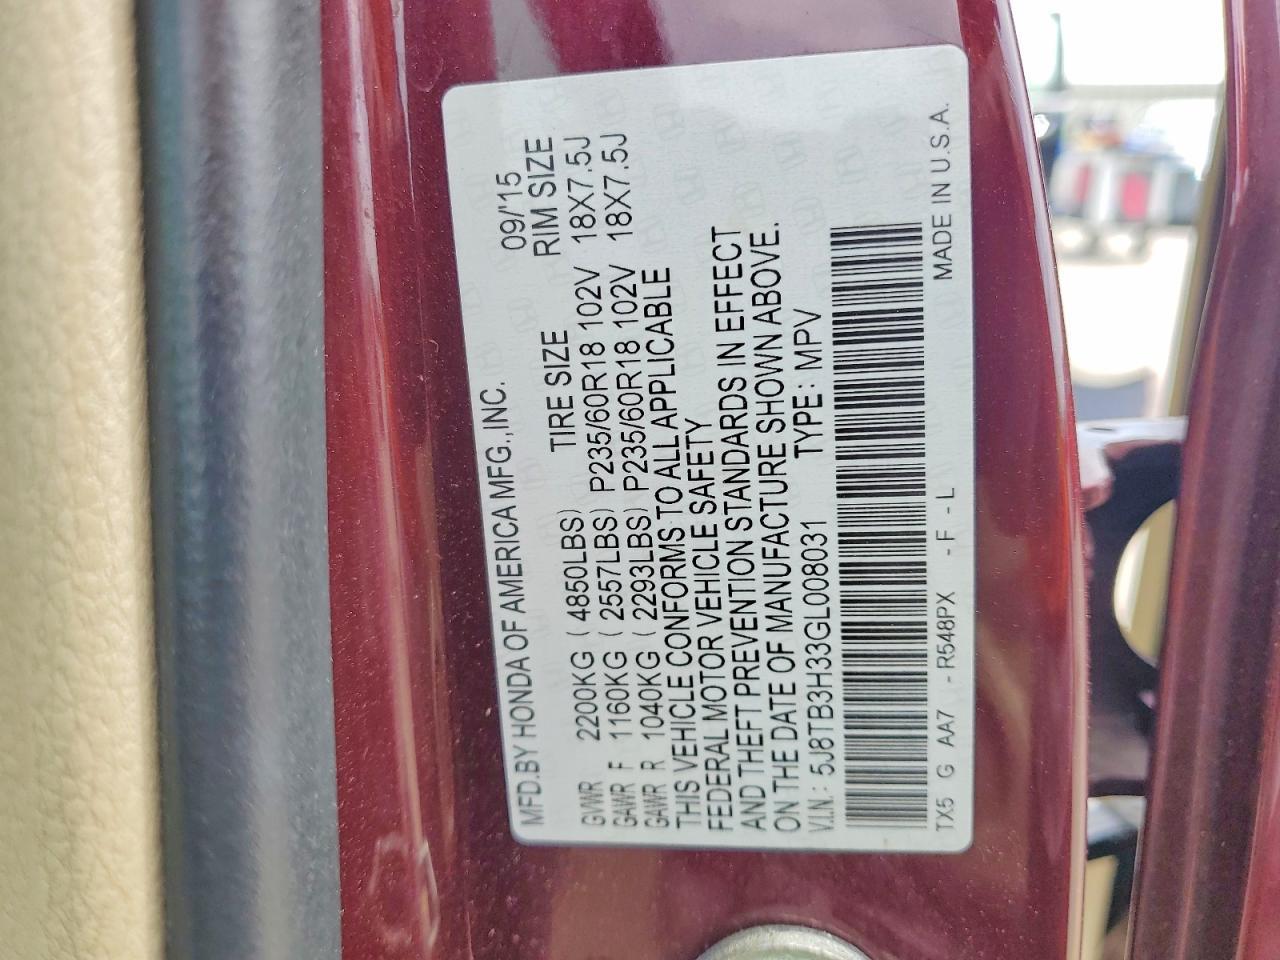 MFD.BY HONDA OF AMERICA MFG.,INC. 09/'15
TIRE SIZE RIM SIZE
GVWR 2200KG ( 4850LBS)
GAWR F 1160KG ( 2557LBS) P235/60R18 102V 18X7.5J
GAWR R 1040KG ( 2293LBS) P235/60R18 102V 18X7.5J
THIS VEHICLE CONFORMS TO ALL APPLICABLE
FEDERAL MOTOR VEHICLE SAFETY
AND THEFT PREVENTION STANDARDS IN EFFECT
ON THE DATE OF MANUFACTURE SHOWN ABOVE.
V.I.N.: 5J8TB3H33GL008031 TYPE: MPV
TX5 G AA7 -R548PX -F -L MADE IN U.S.A.